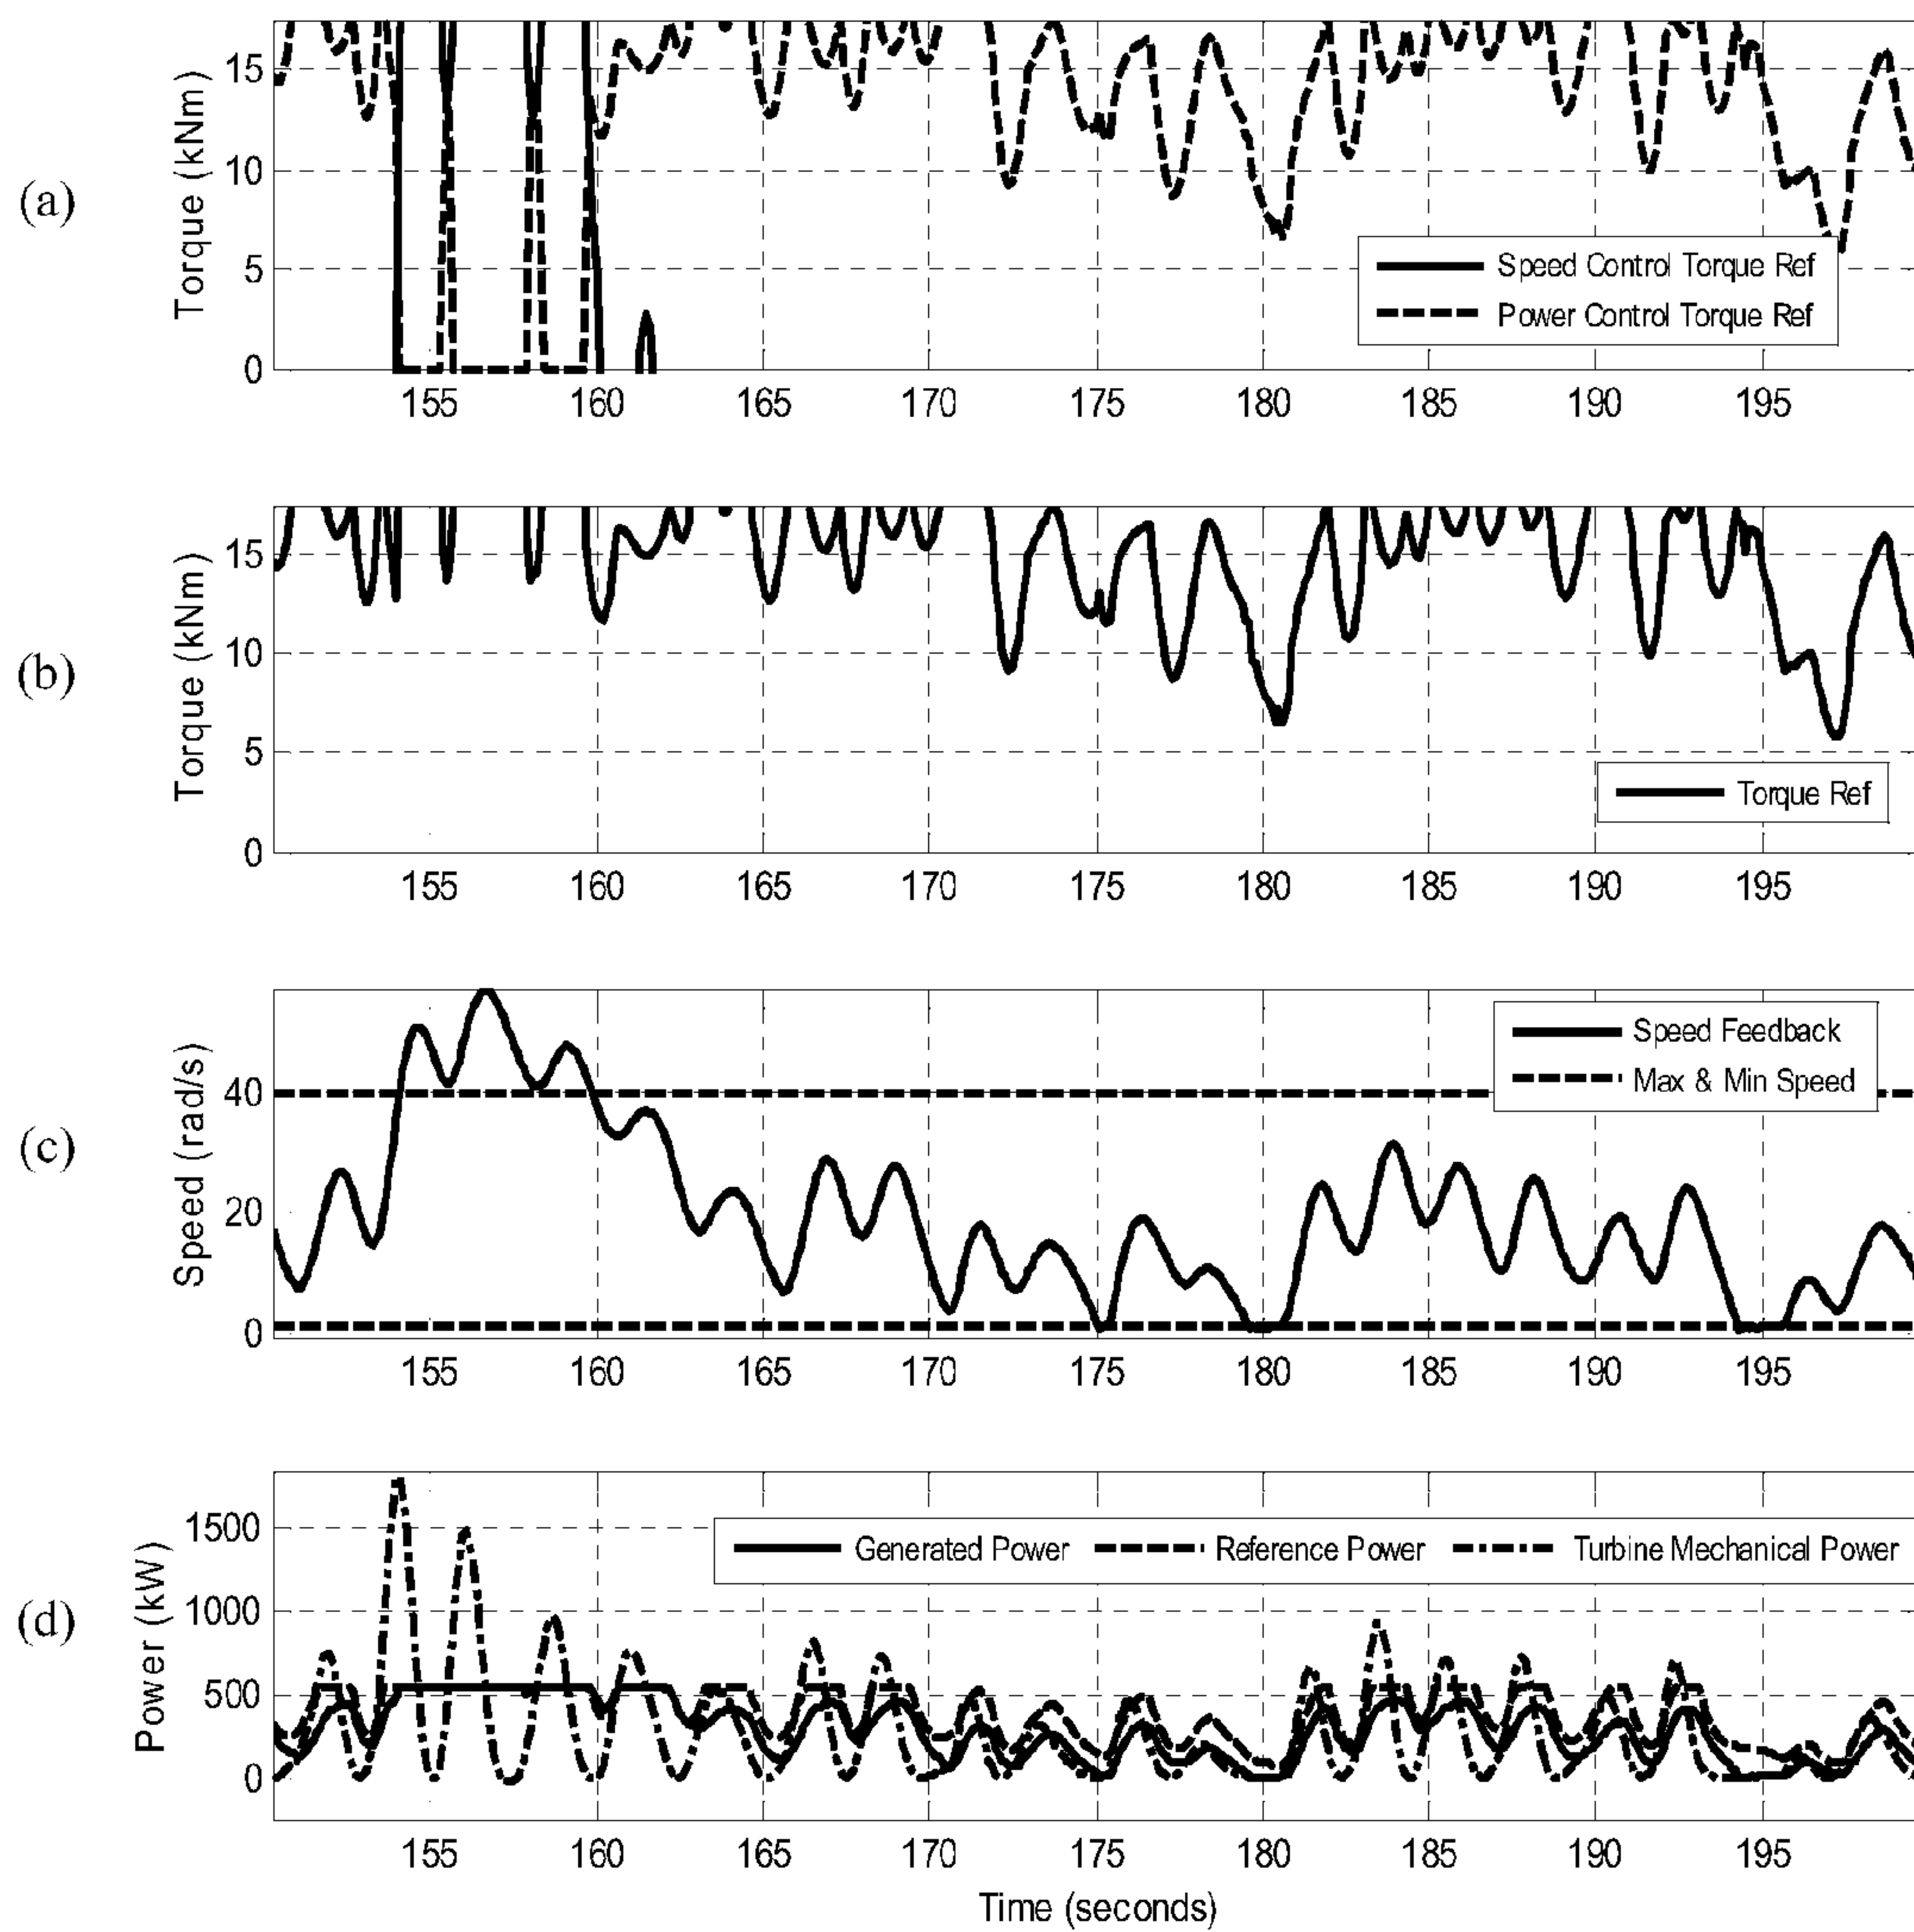 (a)
Torque (kNm)
15
10
5
0
Speed Control Torque Ref
Power Control Torque Ref
155 160 165 170 175 180 185 190 195
(b)
Torque (kNm)
15
10
5
0
Torque Ref
155 160 165 170 175 180 185 190 195
(c)
Speed (rad/s)
40
20
0
Speed Feedback
Max & Min Speed
155 160 165 170 175 180 185 190 195
(d)
Power (kW)
1500
1000
500
0
Generated Power Reference Power Turbine Mechanical Power
155 160 165 170 175 180 185 190 195
Time (seconds)